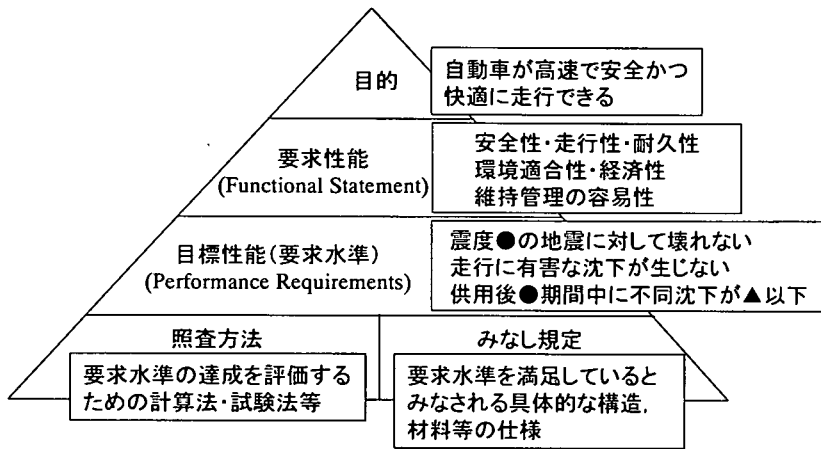 目的
自動車が高速で安全かつ
快適に走行できる
要求性能
(Functional Statement)
安全性・走行性・耐久性
環境適合性・経済性
維持管理の容易性
目標性能(要求水準)
(Performance Requirements)
震度●の地震に対して壊れない
走行に有害な沈下が生じない
供用後●期間中に不同沈下が▲以下
照査方法
要求水準の達成を評価する
ための計算法・試験法等
みなし規定
要求水準を満足していると
みなされる具体的な構造,
材料等の仕様